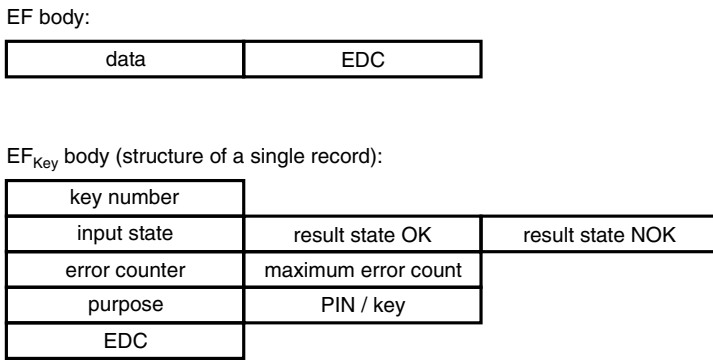 EF body:
data EDC
EFKey body (structure of a single record):
key number
input state result state OK result state NOK
error counter maximum error count
purpose PIN / key
EDC